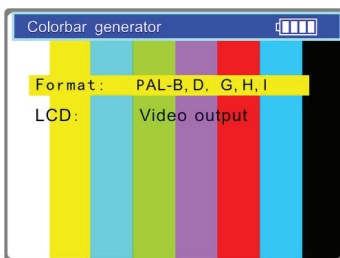 Colorbar generator
Format: PAL-B, D, G, H, I
LCD: Video output